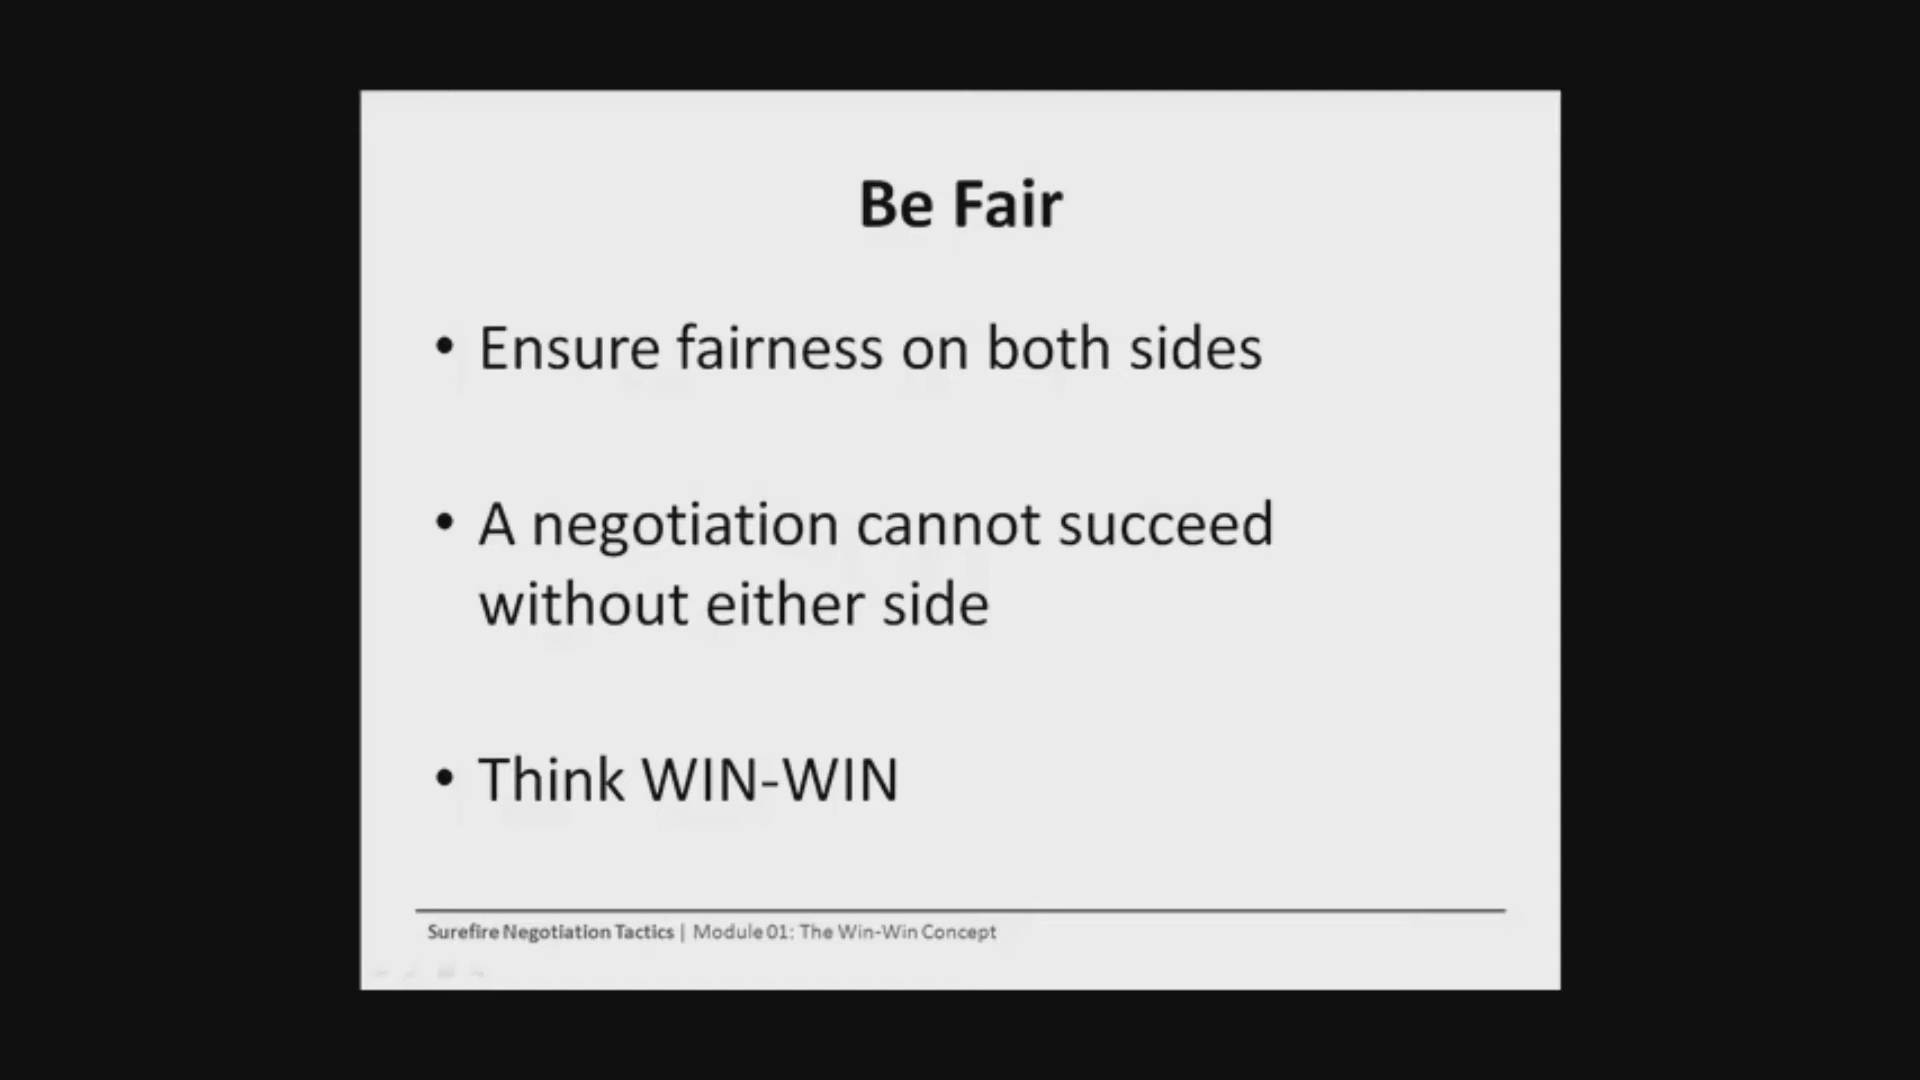 Be Fair
• Ensure fairness on both sides
• A negotiation cannot succeed
without either side
• Think WIN-WIN
Surefire Negotiation Tactics | Module 01: The Win-Win Concept